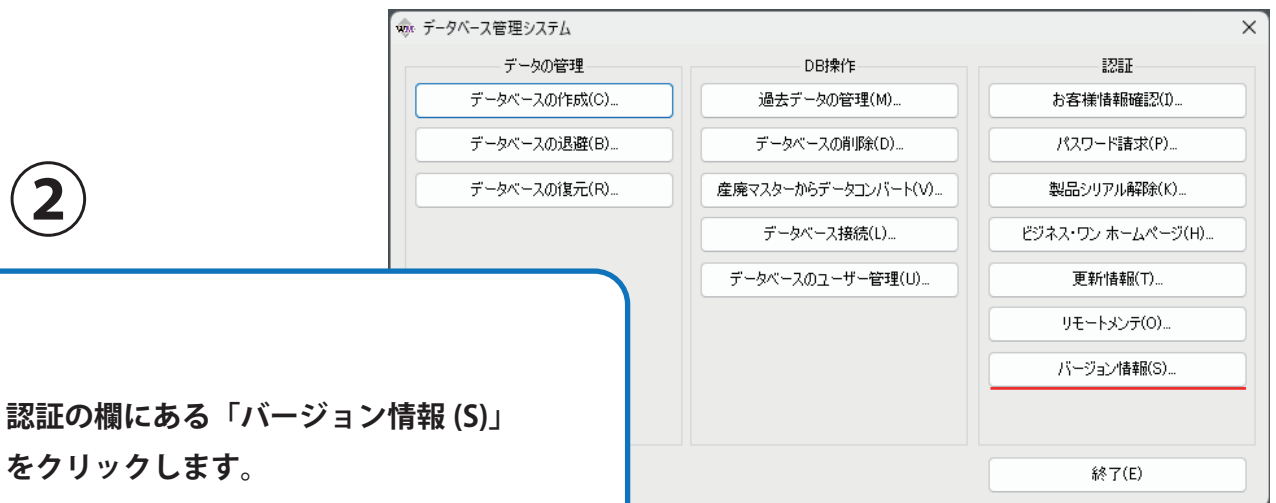 ②
認証の欄にある「バージョン情報 (S)」
をクリックします。
WM データベース管理システム
データの管理
データベースの作成(C)...
データベースの退避(B)...
データベースの復元(R)...
DB操作
過去データの管理(M)...
データベースの削除(D)...
産廃マスターからデータコンバート(V)...
データベース接続(L)...
データベースのユーザー管理(U)...
認証
お客様情報確認(I)...
パスワード請求(P)...
製品シリアル解除(K)...
ビジネス・ワン ホームページ(H)...
更新情報(T)...
リモートメンテ(O)...
バージョン情報(S)...
終了(E)